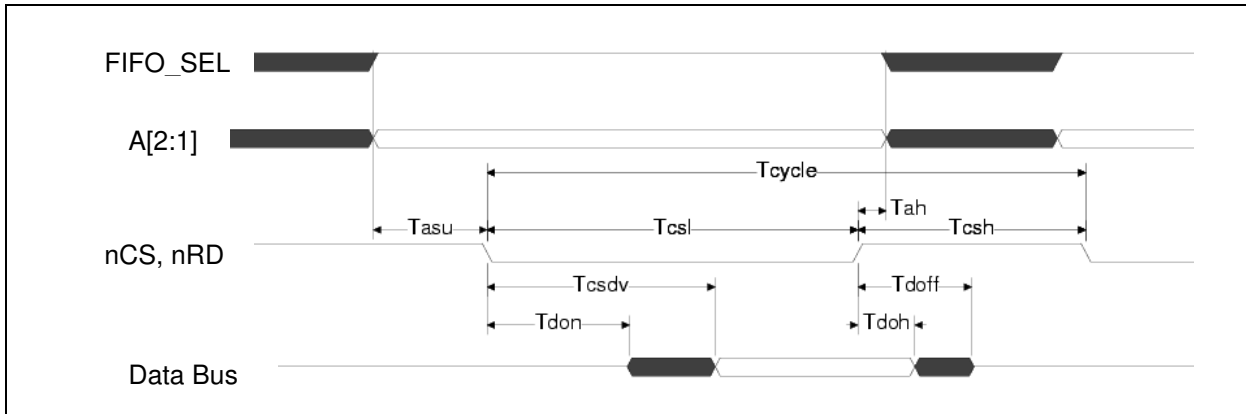 FIFO_SEL
A[2:1]
Tcycle
Tah
Tasu
Tcsl
Tcsh
nCS, nRD
Tcsdv
Tdoff
Tdon
Tdoh
Data Bus